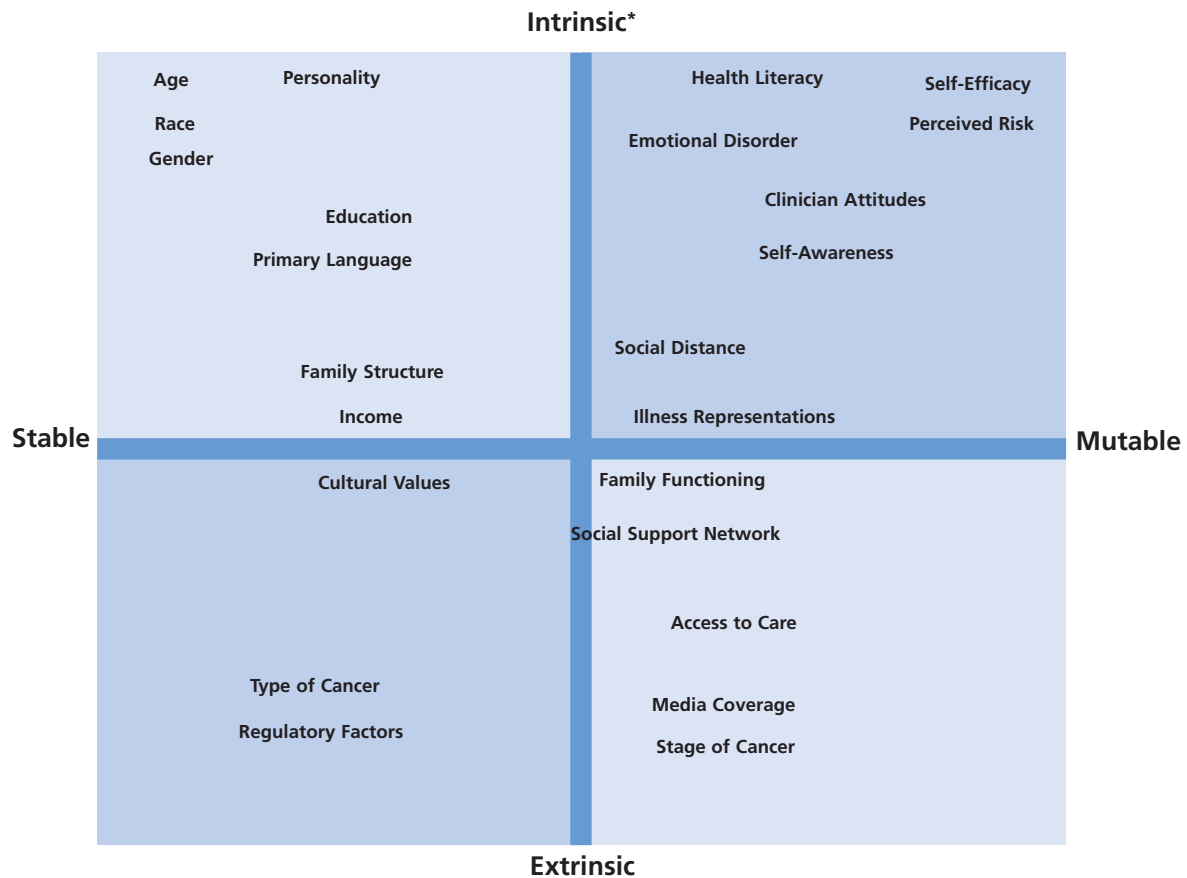 Intrinsic*
Age
Personality
Race
Gender
Education
Primary Language
Family Structure
Income
Health Literacy
Self-Efficacy
Perceived Risk
Emotional Disorder
Clinician Attitudes
Self-Awareness
Social Distance
Illness Representations
Stable
Mutable
Cultural Values
Type of Cancer
Regulatory Factors
Family Functioning
Social Support Network
Access to Care
Media Coverage
Stage of Cancer
Extrinsic